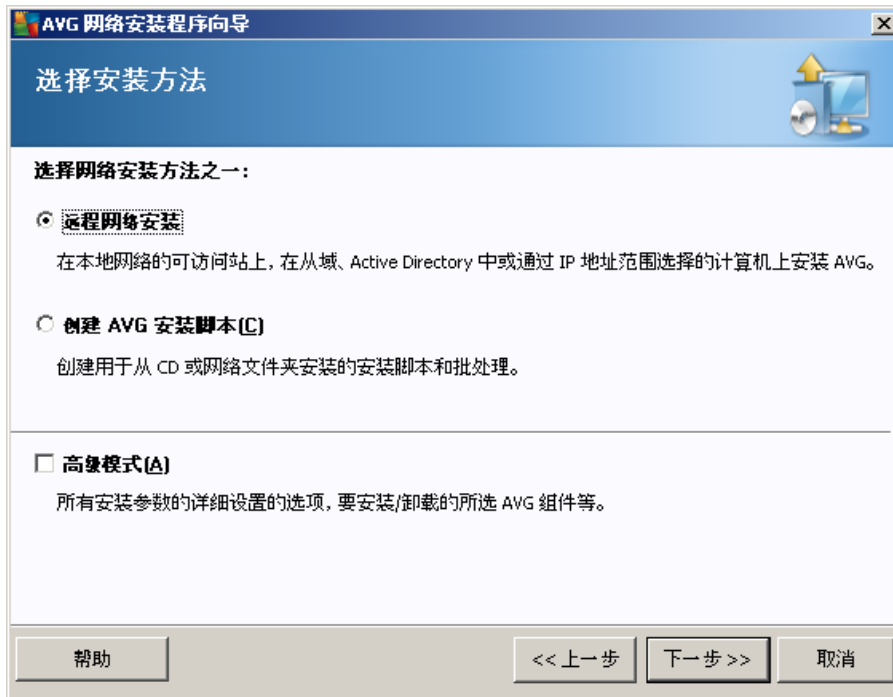 AVG 网络安装程序向导
选择安装方法
选择网络安装方法之一：
远程网络安装
在本地网络的可访问站上，在从域、Active Directory 中或通过 IP 地址范围选择的计算机上安装 AVG。
创建 AVG 安装脚本(C)
创建用于从 CD 或网络文件夹安装的安装脚本和批处理。
高级模式(A)
所有安装参数的详细设置的选项，要安装/卸载的所选 AVG 组件等。
帮助
<< 上一步
下一步 >>
取消